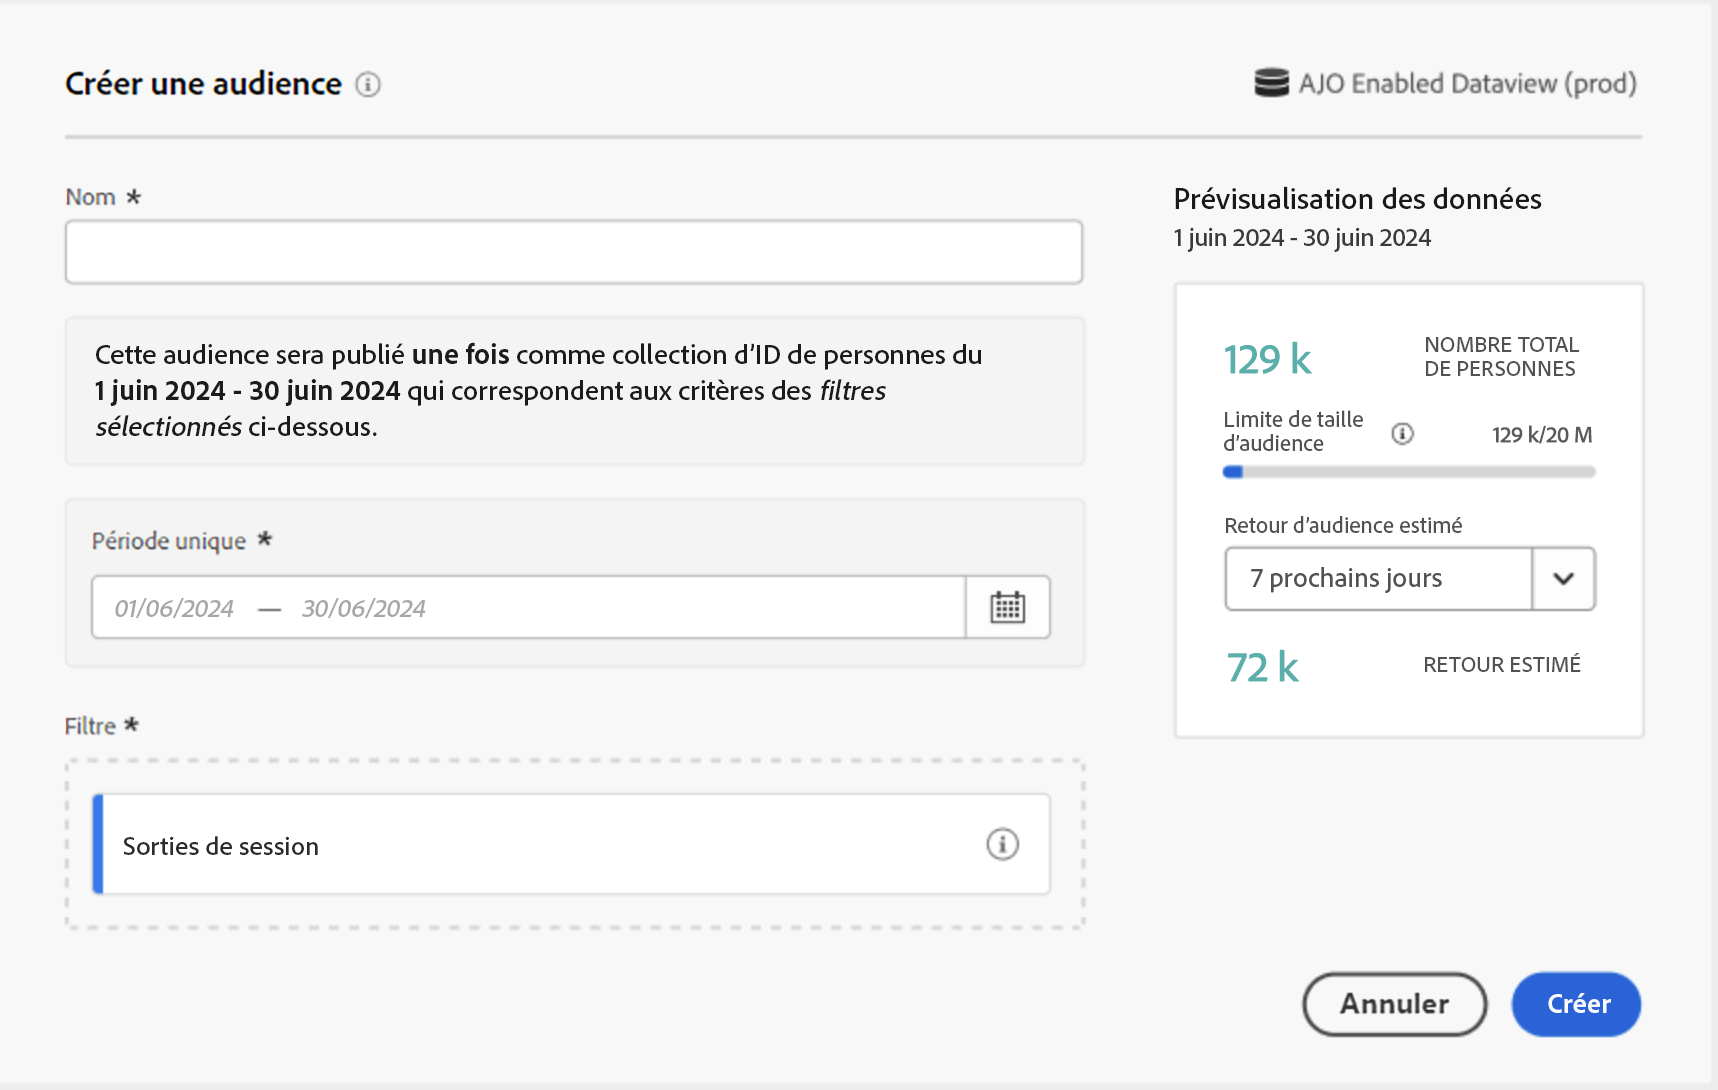 Créer une audience
AJO Enabled Dataview (prod)
Nom *
Cette audience sera publié une fois comme collection d’ID de personnes du
1 juin 2024 - 30 juin 2024 qui correspondent aux critères des filtres
sélectionnés ci-dessous.
Période unique *
01/06/2024 — 30/06/2024
Filtre *
Sorties de session
Prévisualisation des données
1 juin 2024 - 30 juin 2024
129 k
NOMBRE TOTAL
DE PERSONNES
Limite de taille
d’audience
129 k/20 M
Retour d’audience estimé
7 prochains jours
72 k
RETOUR ESTIMÉ
Annuler
Créer